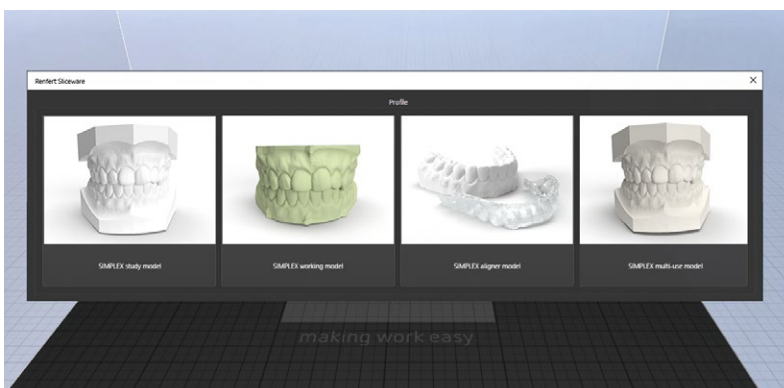 Renfert Sliceware
Profile
SIMPLEX study model
SIMPLEX working model
SIMPLEX aligner model
SIMPLEX multi-use model
making work easy